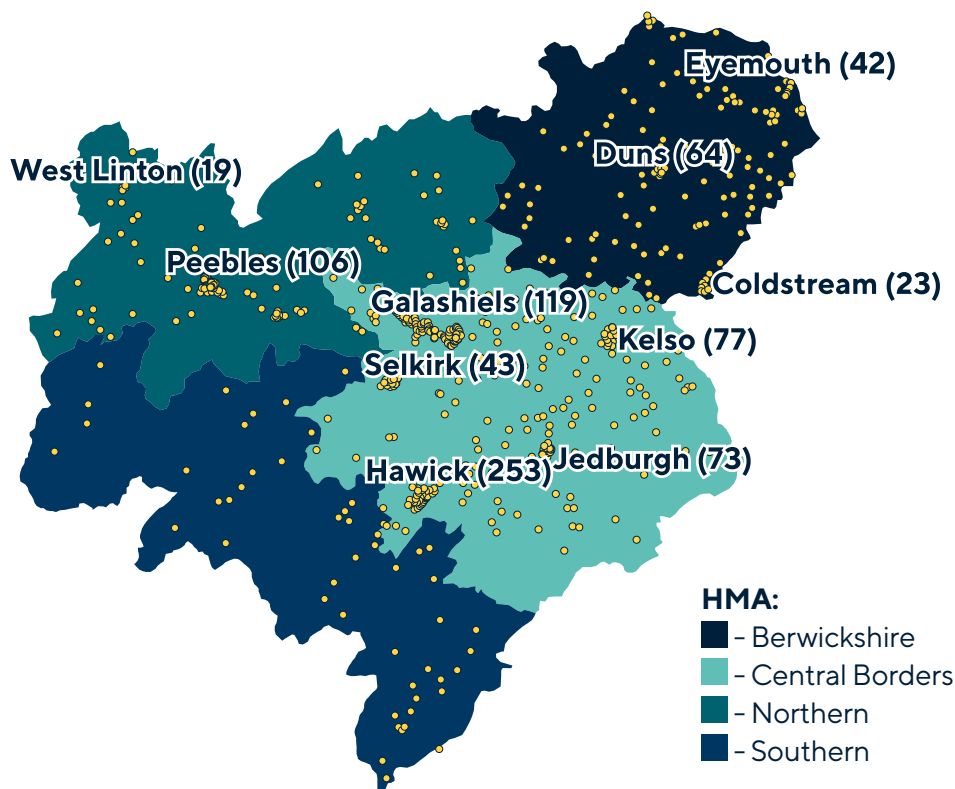 Eyemouth (42)
Duns (64)
West Linton (19)
Peebles (106)
Coldstream (23)
Galashiels (119)
Kelso (77)
Selkirk (43)
Jedburgh (73)
Hawick (253)
HMA:
- Berwickshire
- Central Borders
- Northern
- Southern